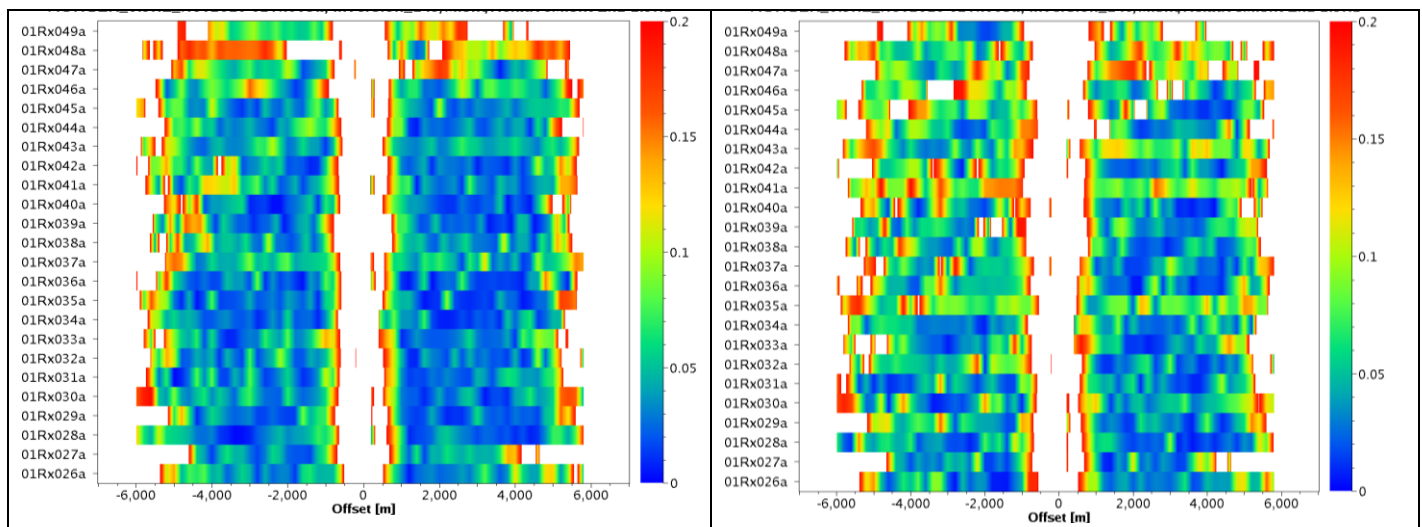 01Rx049a
01Rx048a
01Rx047a
01Rx046a
01Rx045a
01Rx044a
01Rx043a
01Rx042a
01Rx041a
01Rx040a
01Rx039a
01Rx038a
01Rx037a
01Rx036a
01Rx035a
01Rx034a
01Rx033a
01Rx032a
01Rx031a
01Rx030a
01Rx029a
01Rx028a
01Rx027a
01Rx026a
-6,000 -4,000 -2,000 0 2,000 4,000 6,000
Offset [m]
0.2
0.15
0.1
0.05
0
01Rx049a
01Rx048a
01Rx047a
01Rx046a
01Rx045a
01Rx044a
01Rx043a
01Rx042a
01Rx041a
01Rx040a
01Rx039a
01Rx038a
01Rx037a
01Rx036a
01Rx035a
01Rx034a
01Rx033a
01Rx032a
01Rx031a
01Rx030a
01Rx029a
01Rx028a
01Rx027a
01Rx026a
-6,000 -4,000 -2,000 0 2,000 4,000 6,000
Offset [m]
0.2
0.15
0.1
0.05
0